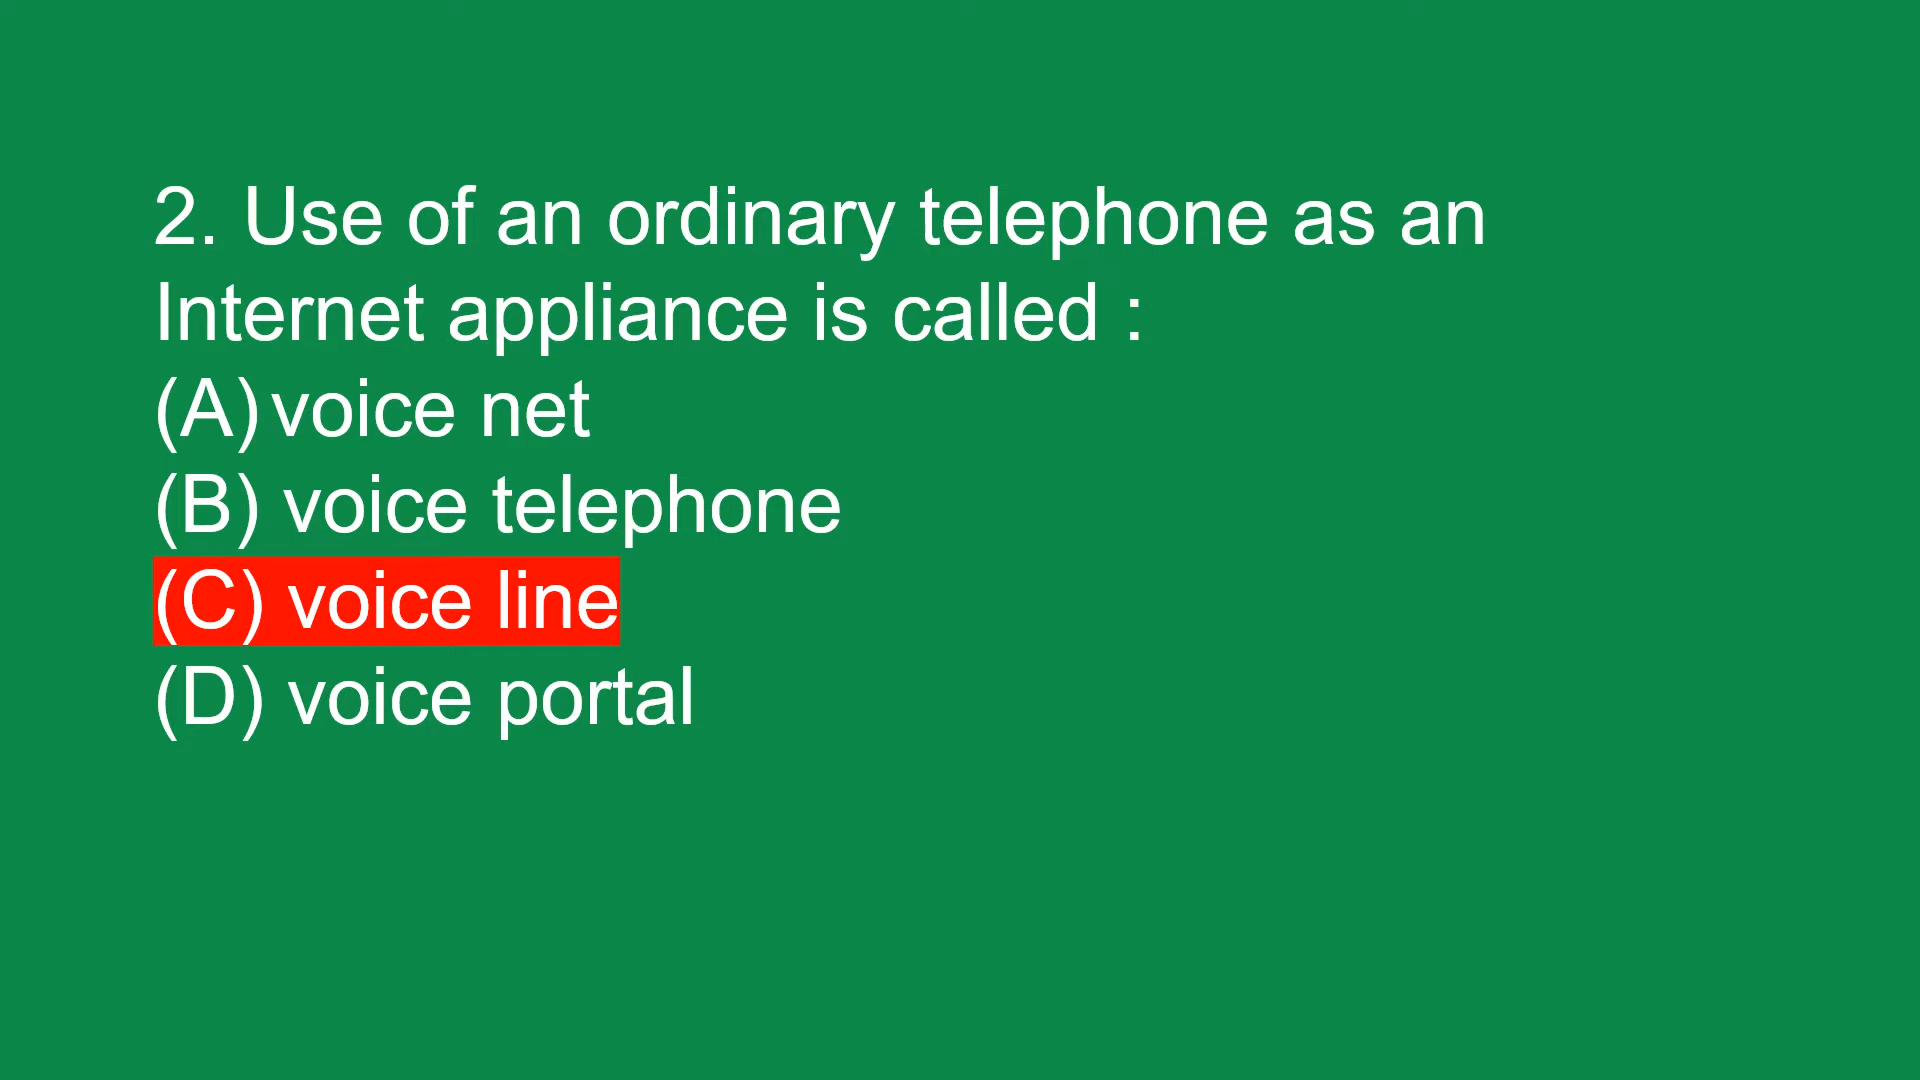 2. Use of an ordinary telephone as an
Internet appliance is called :
(A) voice net
(B) voice telephone
(C) voice line
(D) voice portal